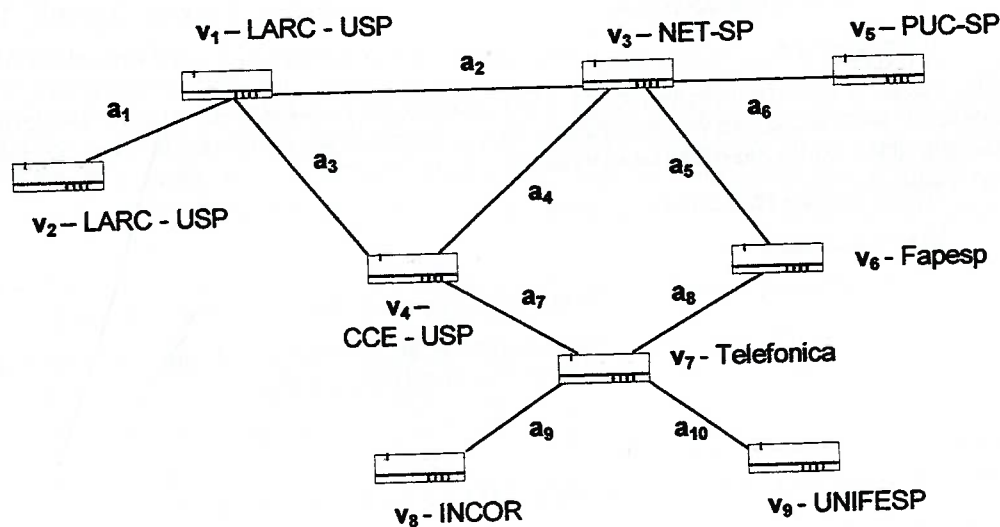 v₁– LARC - USP
v₃ – NET-SP
v₅- PUC-SP
a₂
a₁
a₆
a₃
a₅
a₄
v₂– LARC - USP
v₆ - Fapesp
a₇
a₈
v₄–
CCE - USP
v₇ - Telefonica
a₉
a₁₀
v₈ - INCOR
v₉ - UNIFESP